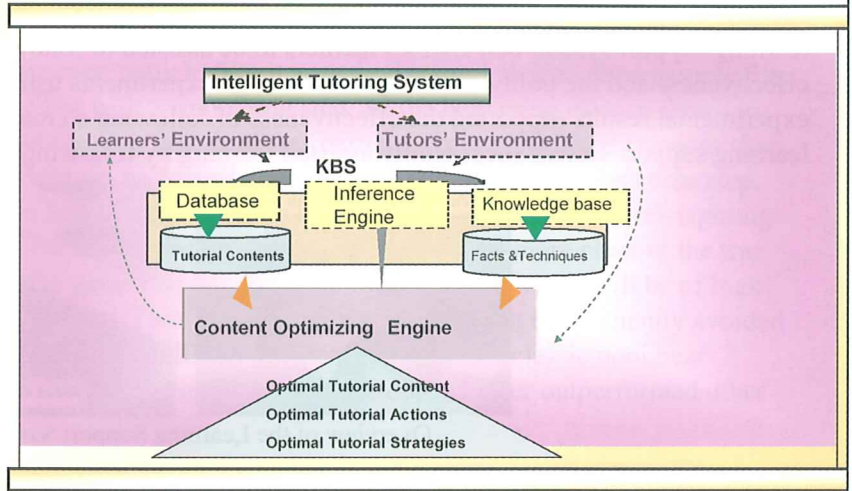 Intelligent Tutoring System
Learners' Environment
Tutors' Environment
KBS
Database
Inference
Engine
Knowledge base
Tutorial Contents
Facts &Techniques
Content Optimizing Engine
Optimal Tutorial Content
Optimal Tutorial Actions
Optimal Tutorial Strategies